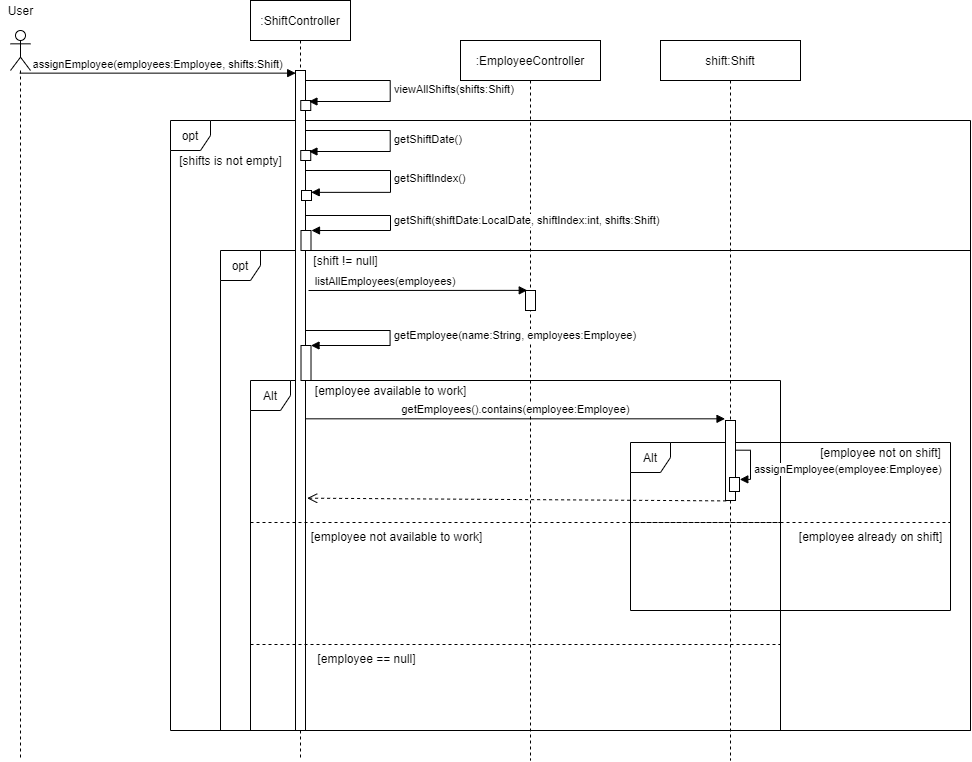 User
:ShiftController
:EmployeeController
shift:Shift
assignEmployee(employees:Employee, shifts:Shift)
viewAllShifts(shifts:Shift)
opt
[shifts is not empty]
getShiftDate()
getShiftIndex()
getShift(shiftDate:LocalDate, shiftIndex:int, shifts:Shift)
opt
[shift != null]
listAllEmployees(employees)
getEmployee(name:String, employees:Employee)
Alt
[employee available to work]
getEmployees().contains(employee:Employee)
Alt
[employee not on shift]
assignEmployee(employee:Employee)
[employee not available to work]
[employee already on shift]
[employee == null]